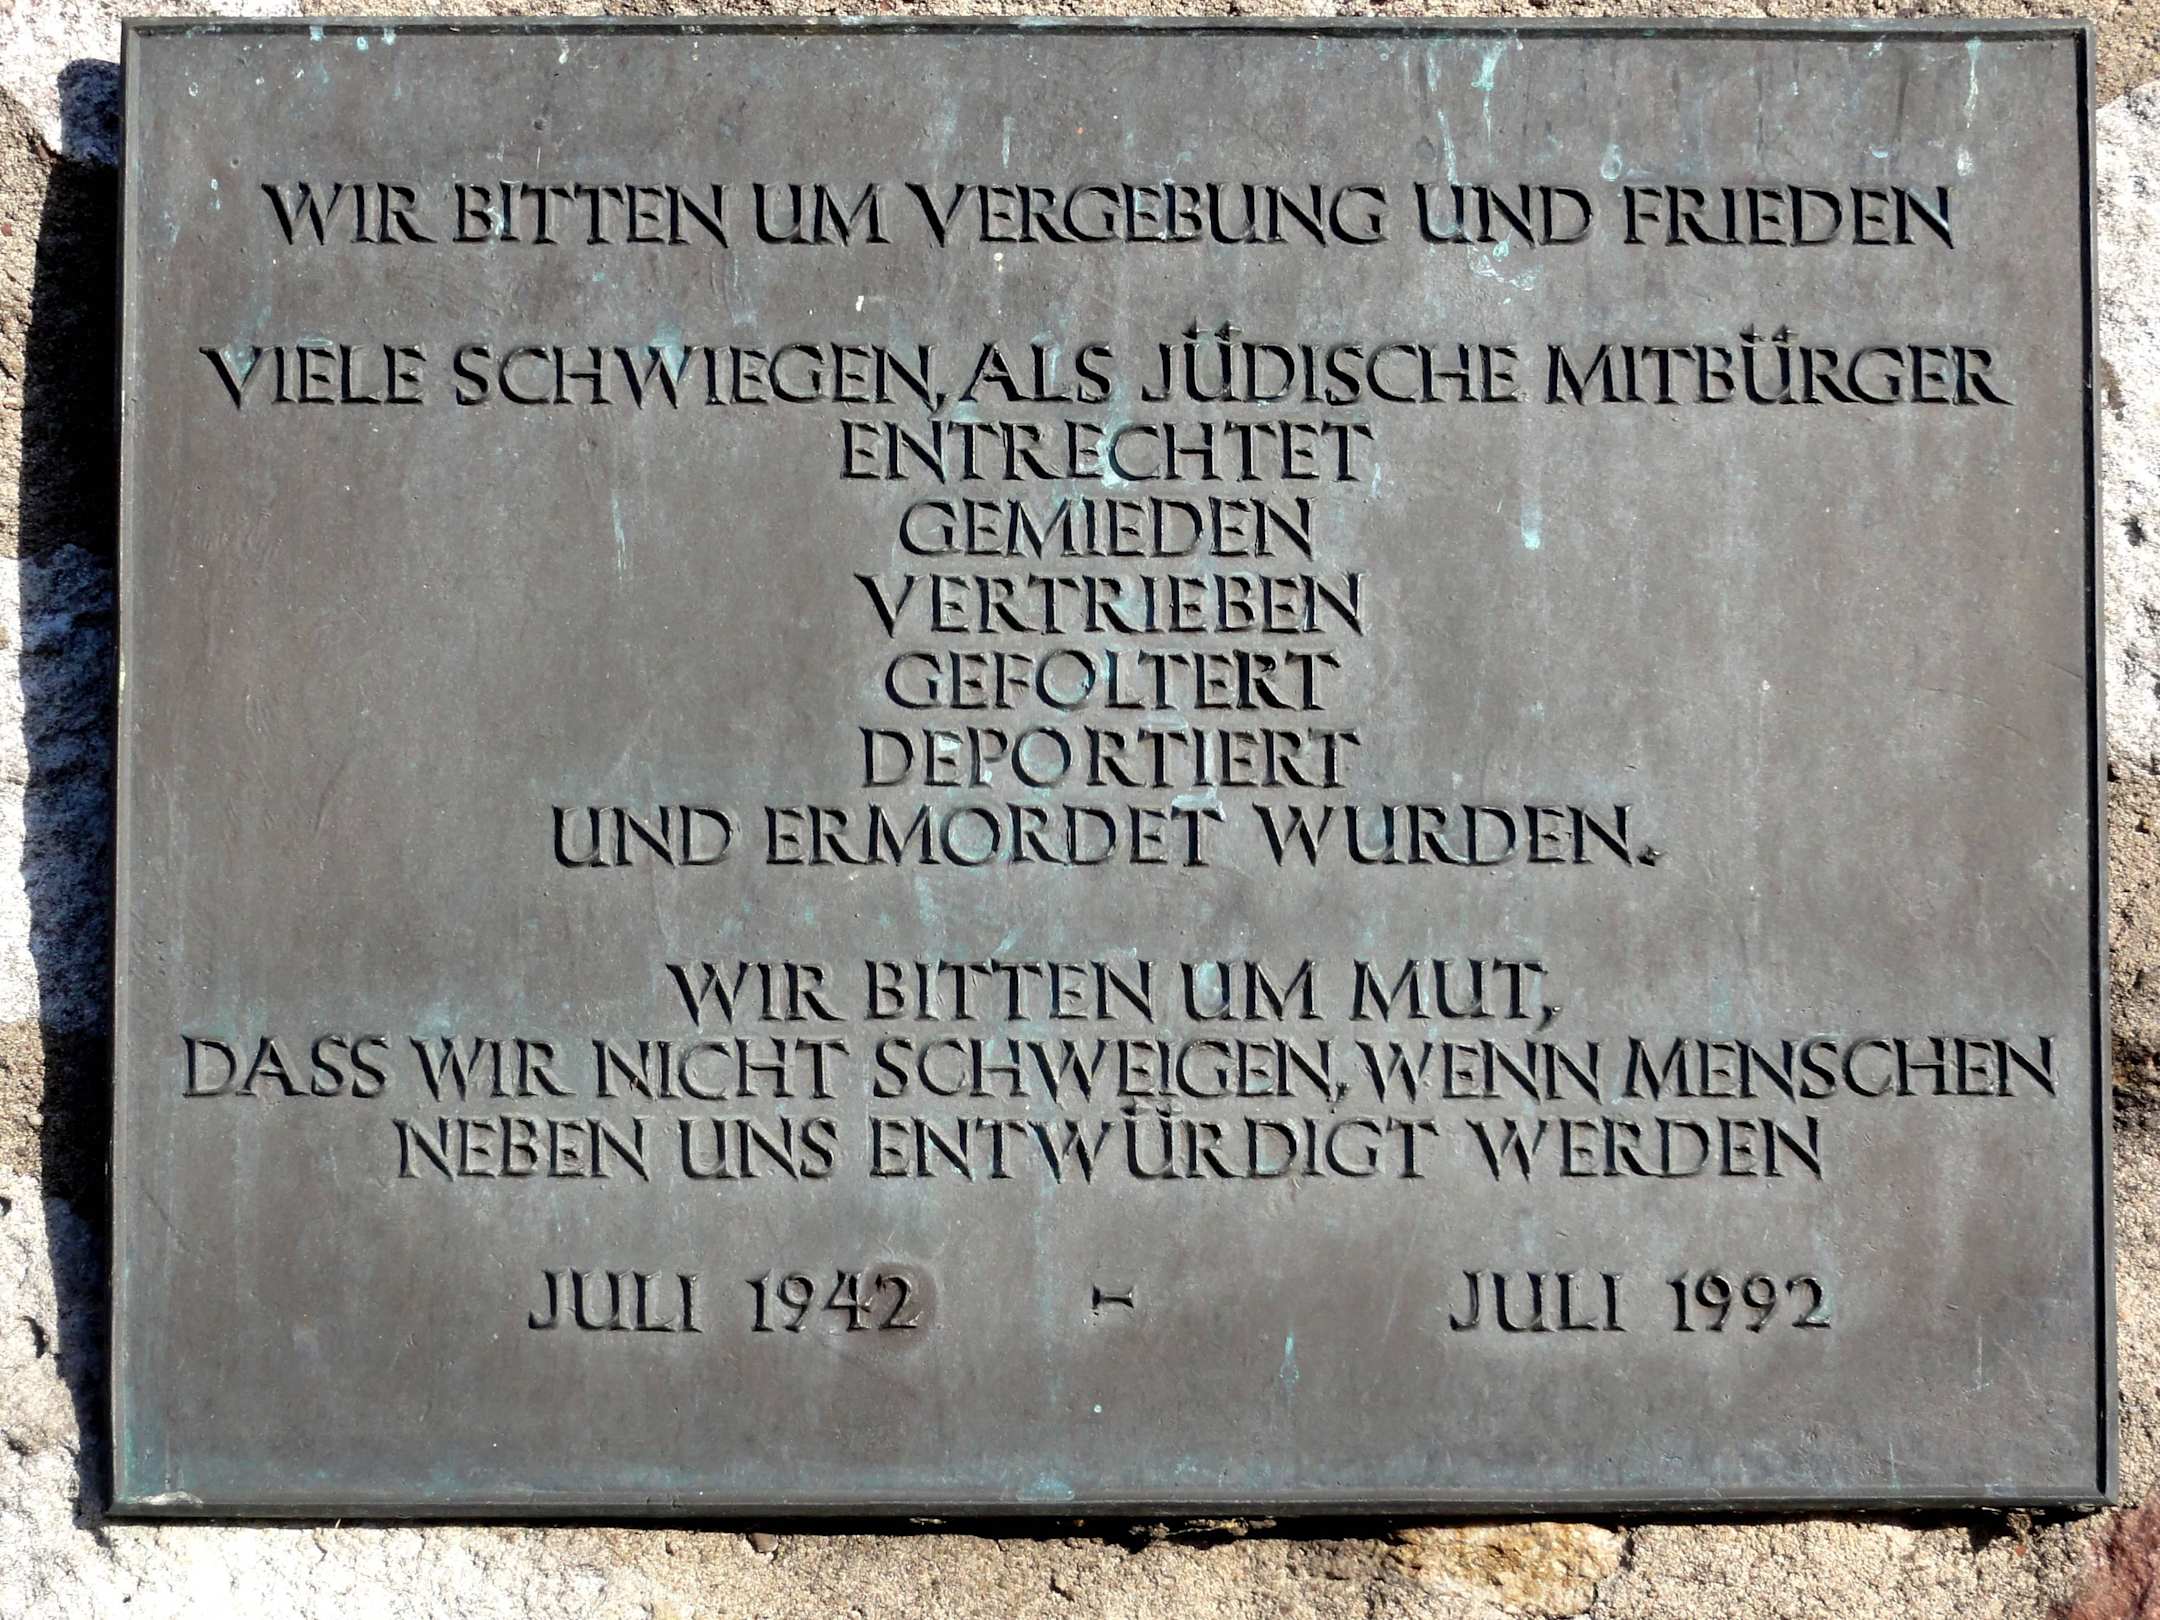 WIR BITTEN UM VERGEBUNG UND FRIEDEN
VIELE SCHWIEGEN, ALS JÜDISCHE MITBÜRGER
ENTRECHTET
GEMIEDEN
VERTRIEBEN
GEFOLTERT
DEPORTIERT
UND ERMORDET WURDEN.
WIR BITTEN UM MUT,
DASS WIR NICHT SCHWEIGEN, WENN MENSCHEN
NEBEN UNS ENTWÜRDIGT WERDEN
JULI 1942 - JULI 1992